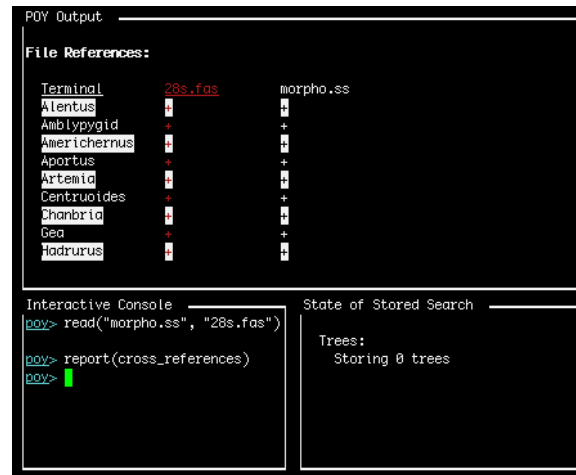 POY Output
File References:
Terminal 28s.fas morpho.ss
Alentus + +
Amblypygid + +
Americhernus + +
Aportus + +
Artemia + +
Centruoides + +
Chanbria + +
Gea + +
Hadrurus + +
Interactive Console
poy> read("morpho.ss", "28s.fas")
poy> report(cross_references)
poy>
State of Stored Search
Trees:
Storing 0 trees